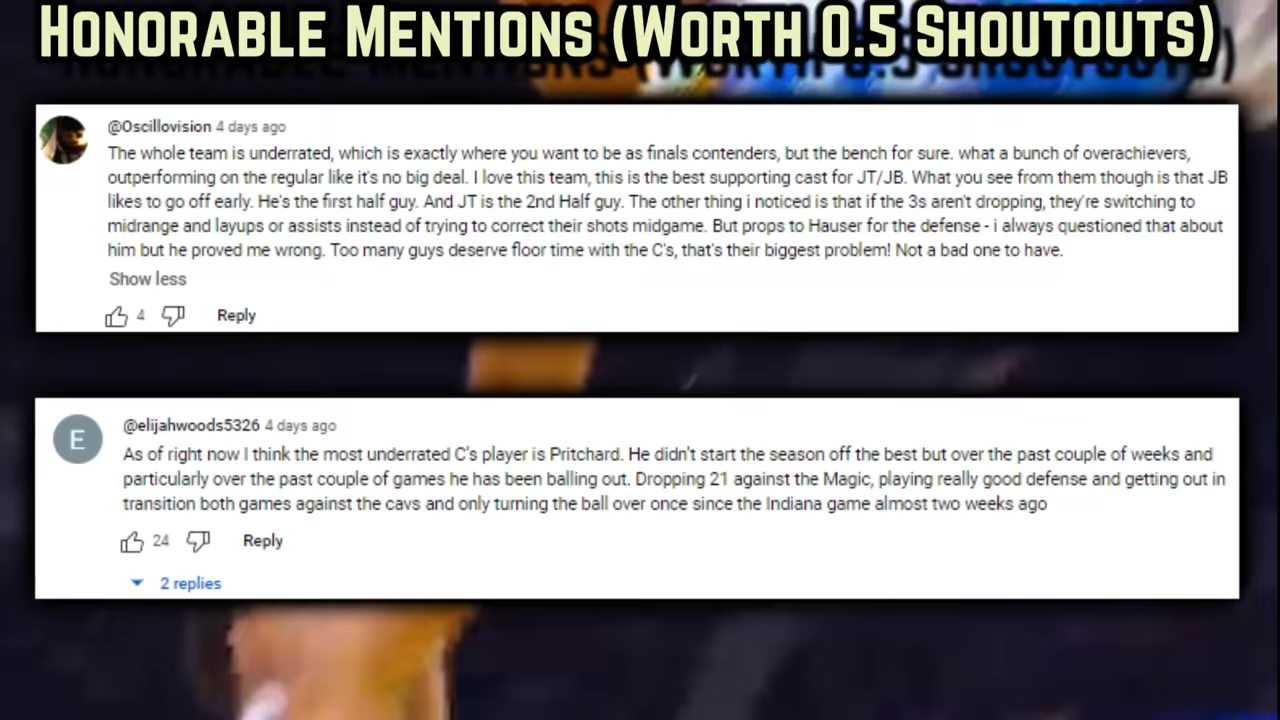 HONORABLE MENTIONS (WORTH 0.5 SHOUTOUTS)
@Oscillovision 4 days ago
The whole team is underrated, which is exactly where you want to be as finals contenders, but the bench for sure. what a bunch of overachievers,
outperforming on the regular like it's no big deal. I love this team, this is the best supporting cast for JT/JB. What you see from them though is that JB
likes to go off early. He's the first half guy. And JT is the 2nd Half guy. The other thing i noticed is that if the 3s aren't dropping, they're switching to
midrange and layups or assists instead of trying to correct their shots midgame. But props to Hauser for the defense - i always questioned that about
him but he proved me wrong. Too many guys deserve floor time with the C's, that's their biggest problem! Not a bad one to have.
Show less
4 Reply
E
@elijahwoods5326 4 days ago
As of right now I think the most underrated C's player is Pritchard. He didn't start the season off the best but over the past couple of weeks and
particularly over the past couple of games he has been balling out. Dropping 21 against the Magic, playing really good defense and getting out in
transition both games against the cavs and only turning the ball over once since the Indiana game almost two weeks ago
24 Reply
2 replies